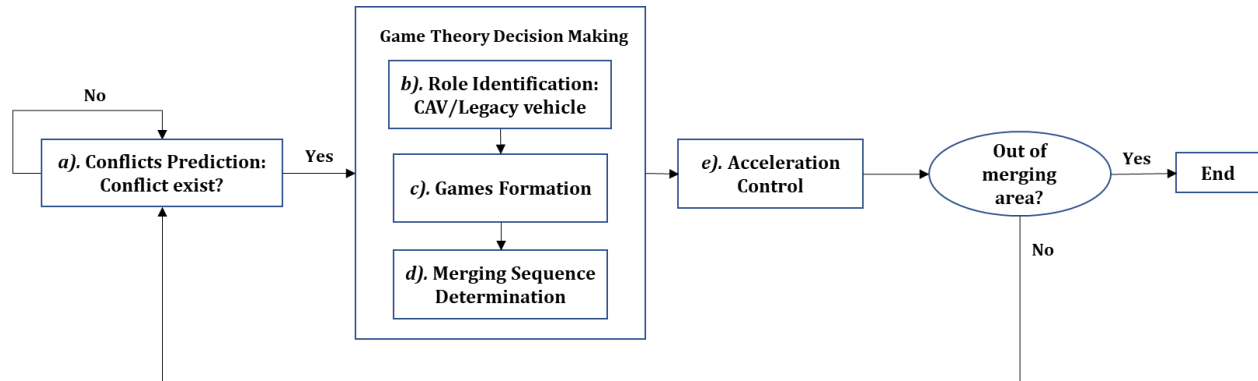 No
a). Conflicts Prediction:
Conflict exist?
Yes
Game Theory Decision Making
b). Role Identification:
CAV/Legacy vehicle
c). Games Formation
d). Merging Sequence
Determination
e). Acceleration
Control
Out of
merging
area?
Yes
End
No